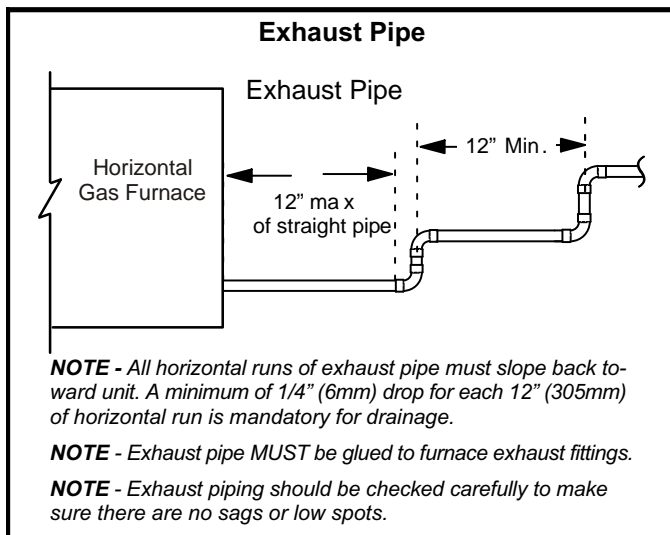 Exhaust Pipe
Exhaust Pipe
12” Min.
Horizontal
Gas Furnace
12” max
of straight pipe
NOTE - All horizontal runs of exhaust pipe must slope back to-
ward unit. A minimum of 1/4” (6mm) drop for each 12” (305mm)
of horizontal run is mandatory for drainage.
NOTE - Exhaust pipe MUST be glued to furnace exhaust fittings.
NOTE - Exhaust piping should be checked carefully to make
sure there are no sags or low spots.